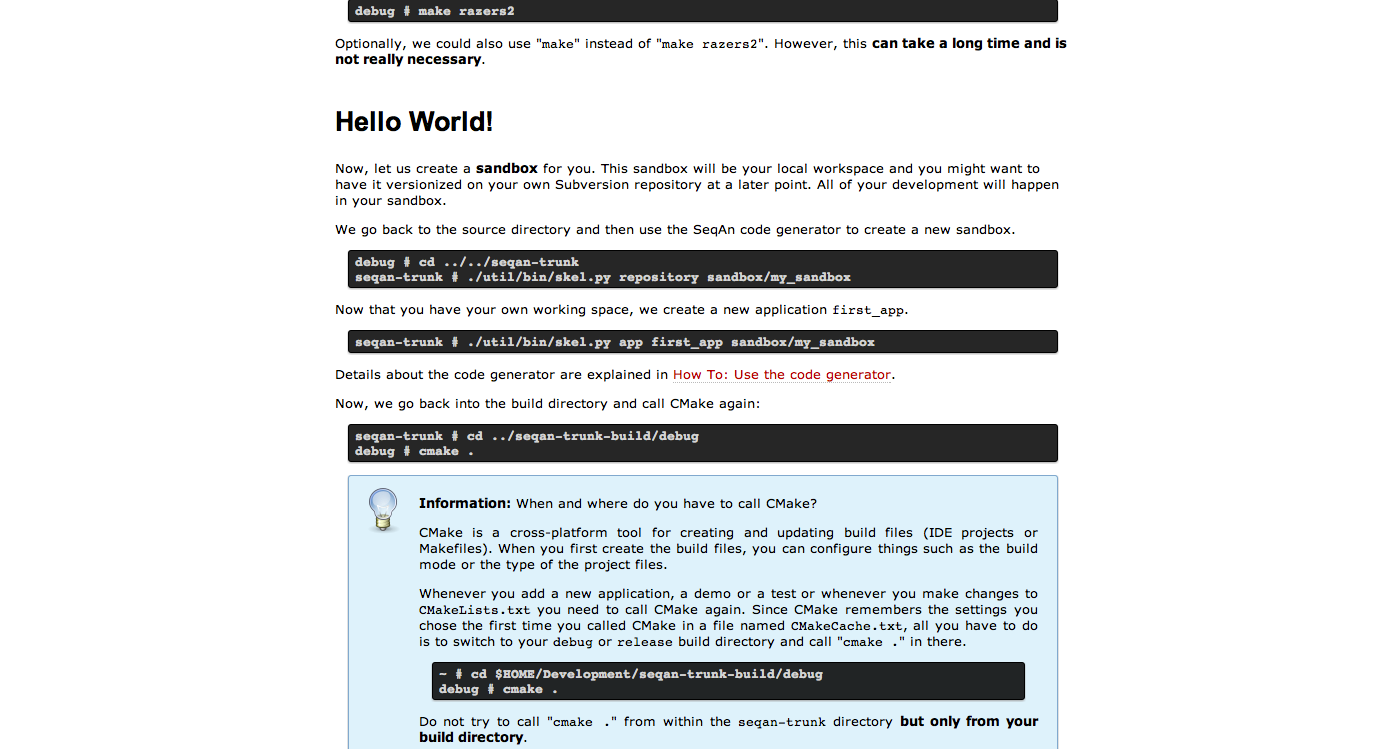 debug # make razers2
Optionally, we could also use "make" instead of "make razers2". However, this can take a long time and is
not really necessary.
Hello World!
Now, let us create a sandbox for you. This sandbox will be your local workspace and you might want to
have it versionized on your own Subversion repository at a later point. All of your development will happen
in your sandbox.
We go back to the source directory and then use the SeqAn code generator to create a new sandbox.
debug # cd ../../seqan-trunk
seqan-trunk # ./util/bin/skel.py repository sandbox/my_sandbox
Now that you have your own working space, we create a new application first_app.
seqan-trunk # ./util/bin/skel.py app first_app sandbox/my_sandbox
Details about the code generator are explained in How To: Use the code generator.
Now, we go back into the build directory and call CMake again:
seqan-trunk # cd ../seqan-trunk-build/debug
debug # cmake .
Information: When and where do you have to call CMake?
CMake is a cross-platform tool for creating and updating build files (IDE projects or
Makefiles). When you first create the build files, you can configure things such as the build
mode or the type of the project files.
Whenever you add a new application, a demo or a test or whenever you make changes to
CMakeLists.txt you need to call CMake again. Since CMake remembers the settings you
chose the first time you called CMake in a file named CMakeCache.txt, all you have to do
is to switch to your debug or release build directory and call "cmake ." in there.
~ # cd $HOME/Development/seqan-trunk-build/debug
debug # cmake .
Do not try to call "cmake ." from within the seqan-trunk directory but only from your
build directory.